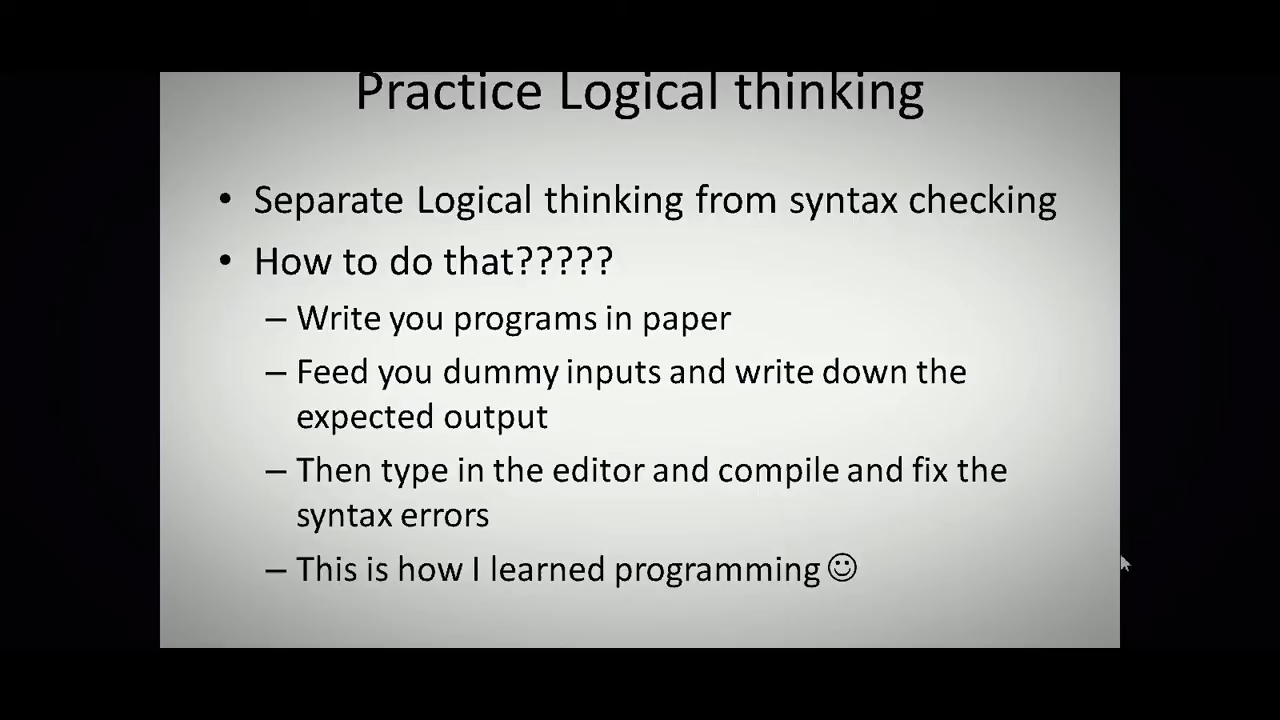 Practice Logical thinking
• Separate Logical thinking from syntax checking
• How to do that?????
– Write you programs in paper
– Feed you dummy inputs and write down the
expected output
– Then type in the editor and compile and fix the
syntax errors
– This is how I learned programming ☺